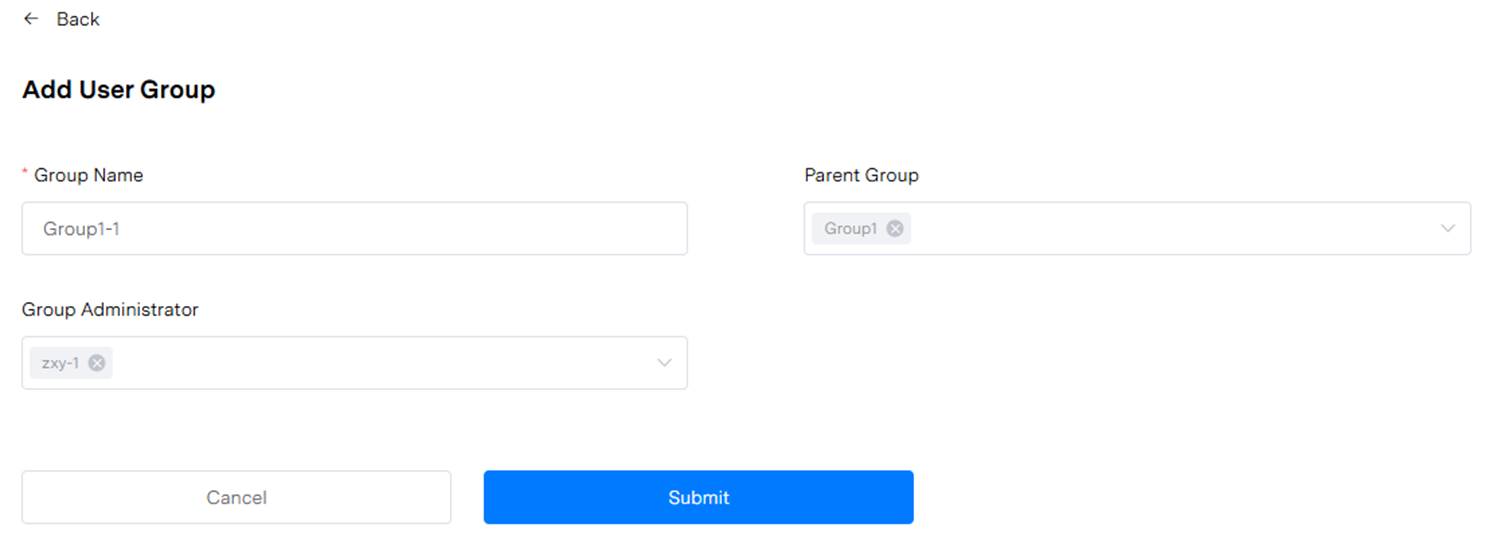 Back
Add User Group
* Group Name
Parent Group
Group1-1
Group1
Group Administrator
zxy-1
Cancel
Submit